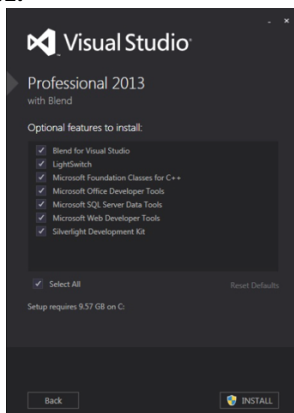 Visual Studio
Professional 2013
with Blend
Optional features to install:
Blend for Visual Studio
LightSwitch
Microsoft Foundation Classes for C++
Microsoft Office Developer Tools
Microsoft SQL Server Data Tools
Microsoft Web Developer Tools
Silverlight Development Kit
Select All Reset Defaults
Setup requires 9.57 GB on C:
Back INSTALL